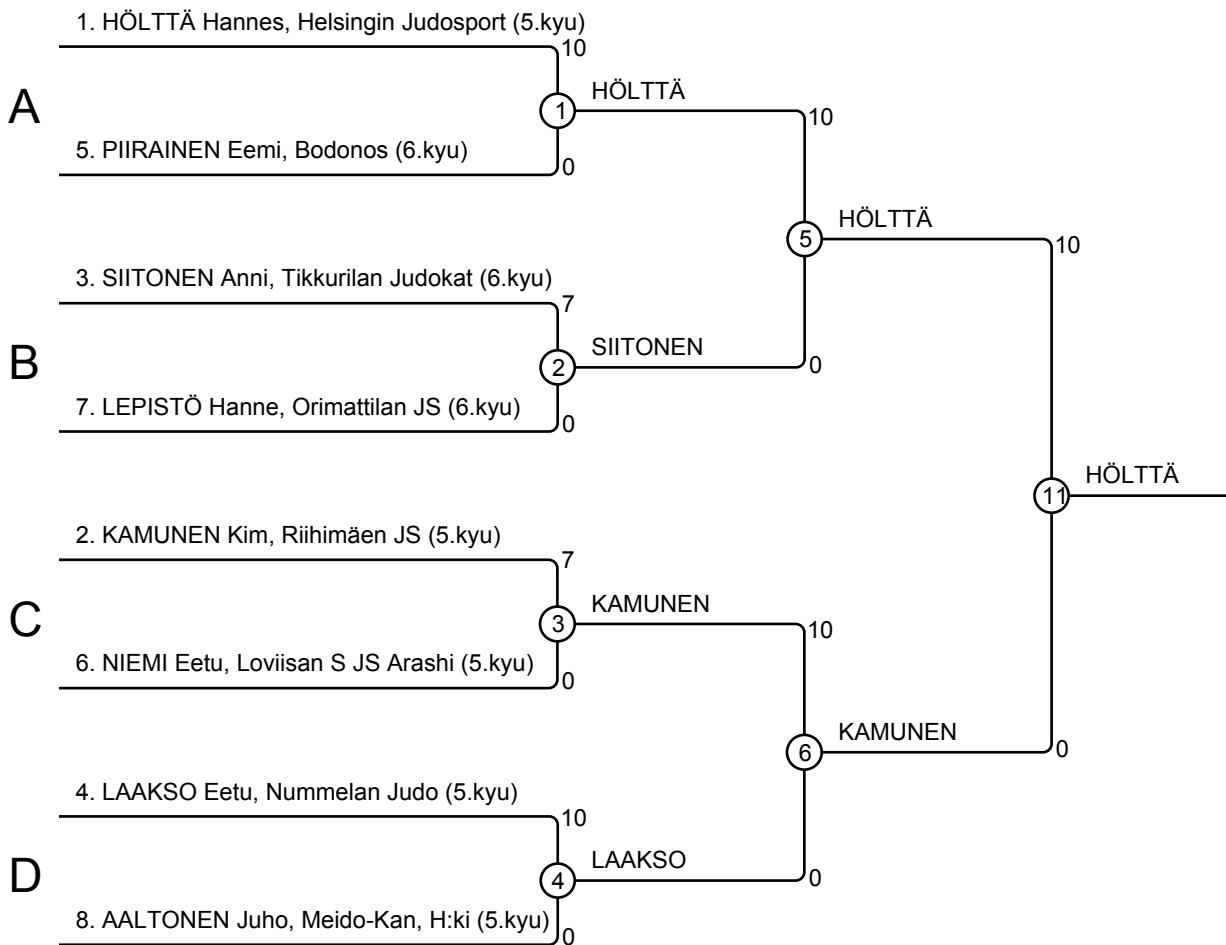 1. HÖLTTÄ Hannes, Helsingin Judosport (5.kyu)
10
A
1
HÖLTTÄ
10
5. PIIRAINEN Eemi, Bodonos (6.kyu)
0
5
HÖLTTÄ
10
3. SIITONEN Anni, Tikkurilan Judokat (6.kyu)
7
B
2
SIITONEN
0
7. LEPISTÖ Hanne, Orimattilan JS (6.kyu)
0
11
HÖLTTÄ
2. KAMUNEN Kim, Riihimäen JS (5.kyu)
7
C
3
KAMUNEN
10
6. NIEMI Eetu, Loviisan S JS Arashi (5.kyu)
0
6
KAMUNEN
0
4. LAAKSO Eetu, Nummelan Judo (5.kyu)
10
D
4
LAAKSO
0
8. AALTONEN Juho, Meido-Kan, H:ki (5.kyu)
0